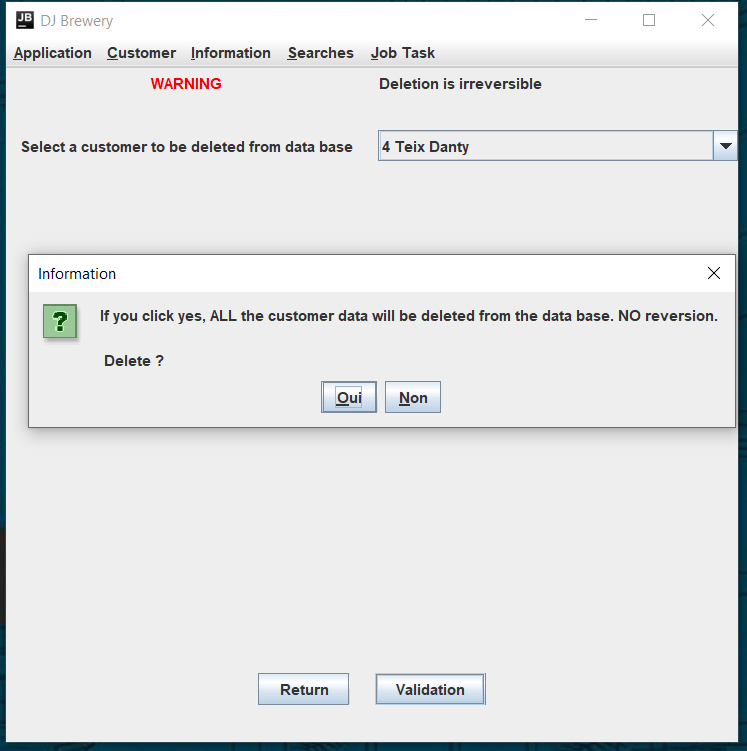 JB DJ Brewery
Application Customer Information Searches Job Task
WARNING Deletion is irreversible
Select a customer to be deleted from data base 4 Teix Danty
Information
? If you click yes, ALL the customer data will be deleted from the data base. NO reversion.
Delete ?
Oui Non
Return Validation